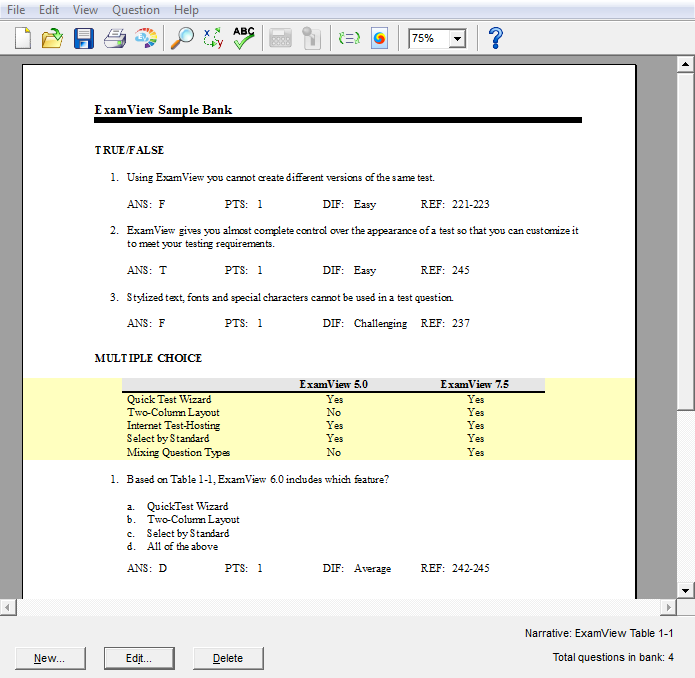 File Edit View Question Help
ABC
75%
ExamView Sample Bank
TRUE/FALSE
1. Using ExamView you cannot create different versions of the same test.
ANS: F PTS: 1 DIF: Easy REF: 221-223
2. ExamView gives you almost complete control over the appearance of a test so that you can customize it
to meet your testing requirements.
ANS: T PTS: 1 DIF: Easy REF: 245
3. Stylized text, fonts and special characters cannot be used in a test question.
ANS: F PTS: 1 DIF: Challenging REF: 237
MULTIPLE CHOICE
ExamView 5.0 ExamView 7.5
Quick Test Wizard Yes Yes
Two-Column Layout No Yes
Internet Test-Hosting Yes Yes
Select by Standard Yes Yes
Mixing Question Types No Yes
1. Based on Table 1-1, ExamView 6.0 includes which feature?
a. QuickTest Wizard
b. Two-Column Layout
c. Select by Standard
d. All of the above
ANS: D PTS: 1 DIF: Average REF: 242-245
Narrative: ExamView Table 1-1
New... Edit... Delete Total questions in bank: 4